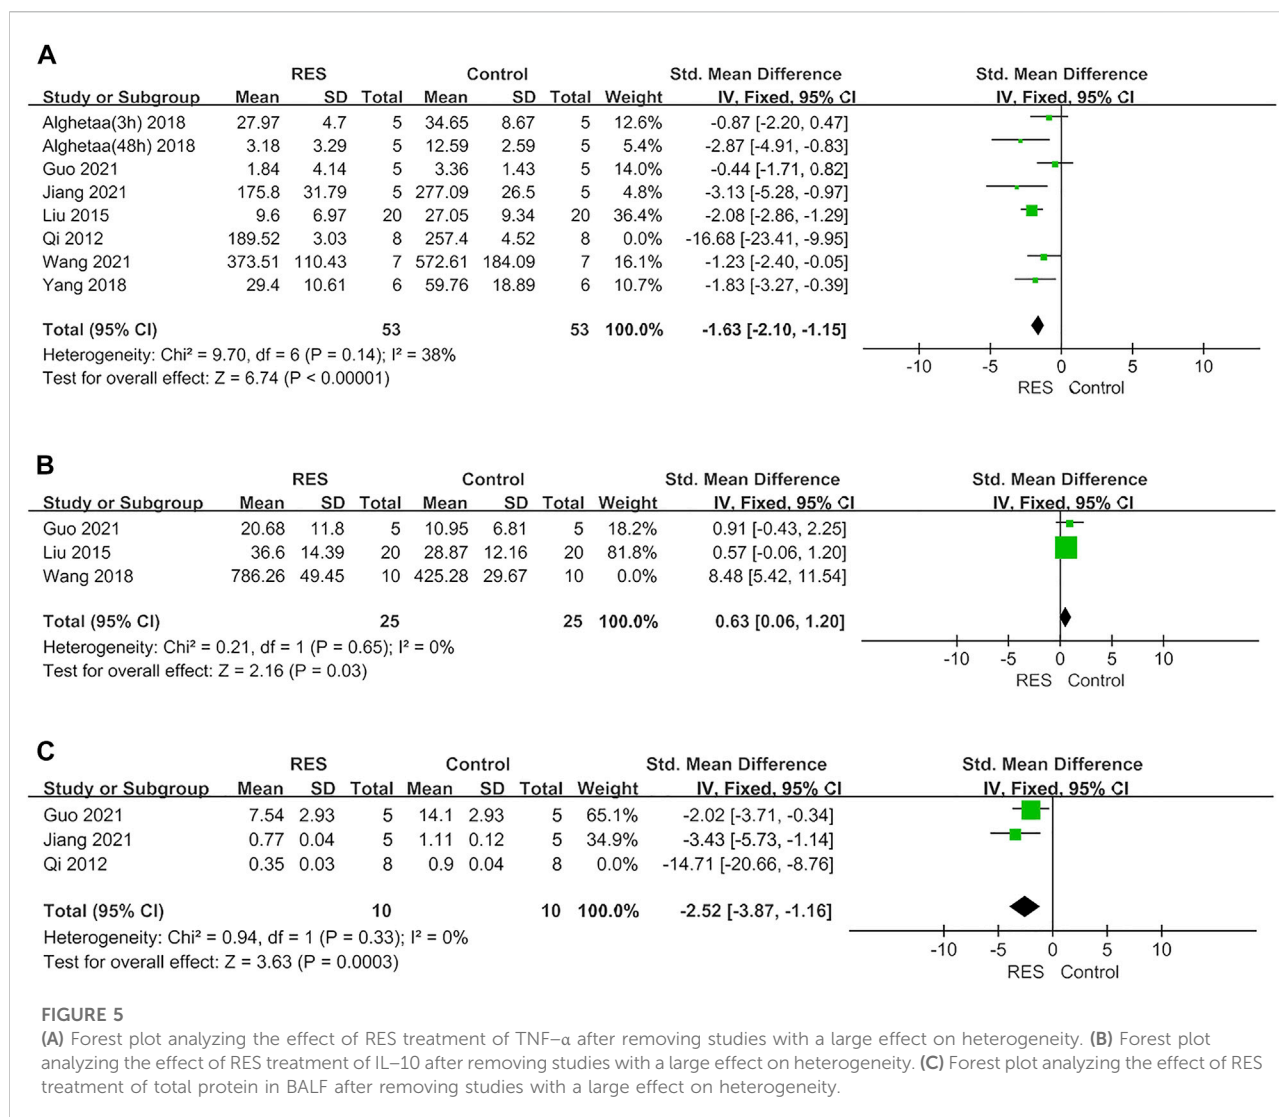 A
RES Control Std. Mean Difference Std. Mean Difference
Study or Subgroup Mean SD Total Mean SD Total Weight IV, Fixed, 95% CI IV, Fixed, 95% CI
Alghetaa(3h) 2018 27.97 4.7 5 34.65 8.67 5 12.6% -0.87 [-2.20, 0.47]
Alghetaa(48h) 2018 3.18 3.29 5 12.59 2.59 5 5.4% -2.87 [-4.91, -0.83]
Guo 2021 1.84 4.14 5 3.36 1.43 5 14.0% -0.44 [-1.71, 0.82]
Jiang 2021 175.8 31.79 5 277.09 26.5 5 4.8% -3.13 [-5.28, -0.97]
Liu 2015 9.6 6.97 20 27.05 9.34 20 36.4% -2.08 [-2.86, -1.29]
Qi 2012 189.52 3.03 8 257.4 4.52 8 0.0% -16.68 [-23.41, -9.95]
Wang 2021 373.51 110.43 7 572.61 184.09 7 16.1% -1.23 [-2.40, -0.05]
Yang 2018 29.4 10.61 6 59.76 18.89 6 10.7% -1.83 [-3.27, -0.39]
Total (95% CI) 53 53 100.0% -1.63 [-2.10, -1.15]
Heterogeneity: Chi² = 9.70, df = 6 (P = 0.14); I² = 38%
Test for overall effect: Z = 6.74 (P < 0.00001)
-10 -5 0 5 10
RES Control
B
RES Control Std. Mean Difference Std. Mean Difference
Study or Subgroup Mean SD Total Mean SD Total Weight IV, Fixed, 95% CI IV, Fixed, 95% CI
Guo 2021 20.68 11.8 5 10.95 6.81 5 18.2% 0.91 [-0.43, 2.25]
Liu 2015 36.6 14.39 20 28.87 12.16 20 81.8% 0.57 [-0.06, 1.20]
Wang 2018 786.26 49.45 10 425.28 29.67 10 0.0% 8.48 [5.42, 11.54]
Total (95% CI) 25 25 100.0% 0.63 [0.06, 1.20]
Heterogeneity: Chi² = 0.21, df = 1 (P = 0.65); I² = 0%
Test for overall effect: Z = 2.16 (P = 0.03)
-10 -5 0 5 10
RES Control
C
RES Control Std. Mean Difference Std. Mean Difference
Study or Subgroup Mean SD Total Mean SD Total Weight IV, Fixed, 95% CI IV, Fixed, 95% CI
Guo 2021 7.54 2.93 5 14.1 2.93 5 65.1% -2.02 [-3.71, -0.34]
Jiang 2021 0.77 0.04 5 1.11 0.12 5 34.9% -3.43 [-5.73, -1.14]
Qi 2012 0.35 0.03 8 0.9 0.04 8 0.0% -14.71 [-20.66, -8.76]
Total (95% CI) 10 10 100.0% -2.52 [-3.87, -1.16]
Heterogeneity: Chi² = 0.94, df = 1 (P = 0.33); I² = 0%
Test for overall effect: Z = 3.63 (P = 0.0003)
-10 -5 0 5 10
RES Control
FIGURE 5
(A) Forest plot analyzing the effect of RES treatment of TNF–α after removing studies with a large effect on heterogeneity. (B) Forest plot
analyzing the effect of RES treatment of IL–10 after removing studies with a large effect on heterogeneity. (C) Forest plot analyzing the effect of RES
treatment of total protein in BALF after removing studies with a large effect on heterogeneity.